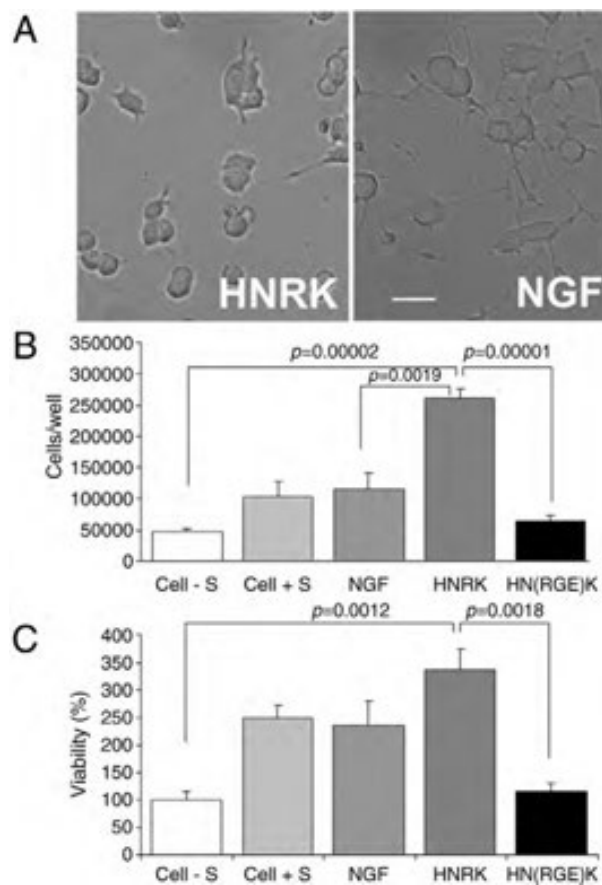 A
HNRK
NGF
B
Cells/well
350000
300000
250000
200000
150000
100000
50000
0
p=0.00002
p=0.00001
p=0.0019
Cell - S
Cell + S
NGF
HNRK
HN(RGE)K
C
Viability (%)
400
350
300
250
200
150
100
50
0
p=0.0012
p=0.0018
Cell - S
Cell + S
NGF
HNRK
HN(RGE)K